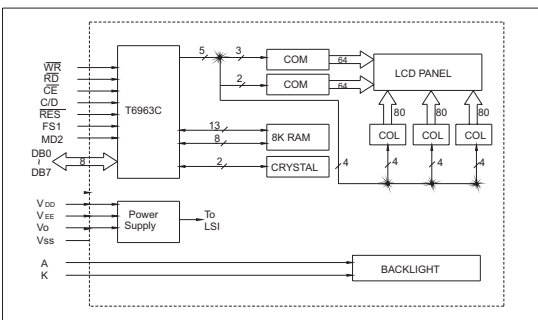 5 3 COM 64 LCD PANEL
WR
RD
CE
C/D
RES
FS1
MD2
T6963C
2 COM 64
80 80 80
COL COL COL
13
8
8K RAM
2
CRYSTAL
4 4 4 4
DB0
~
DB7
8
VDD
VEE
Vo
Vss
Power
Supply
To
LSI
A
K
BACKLIGHT